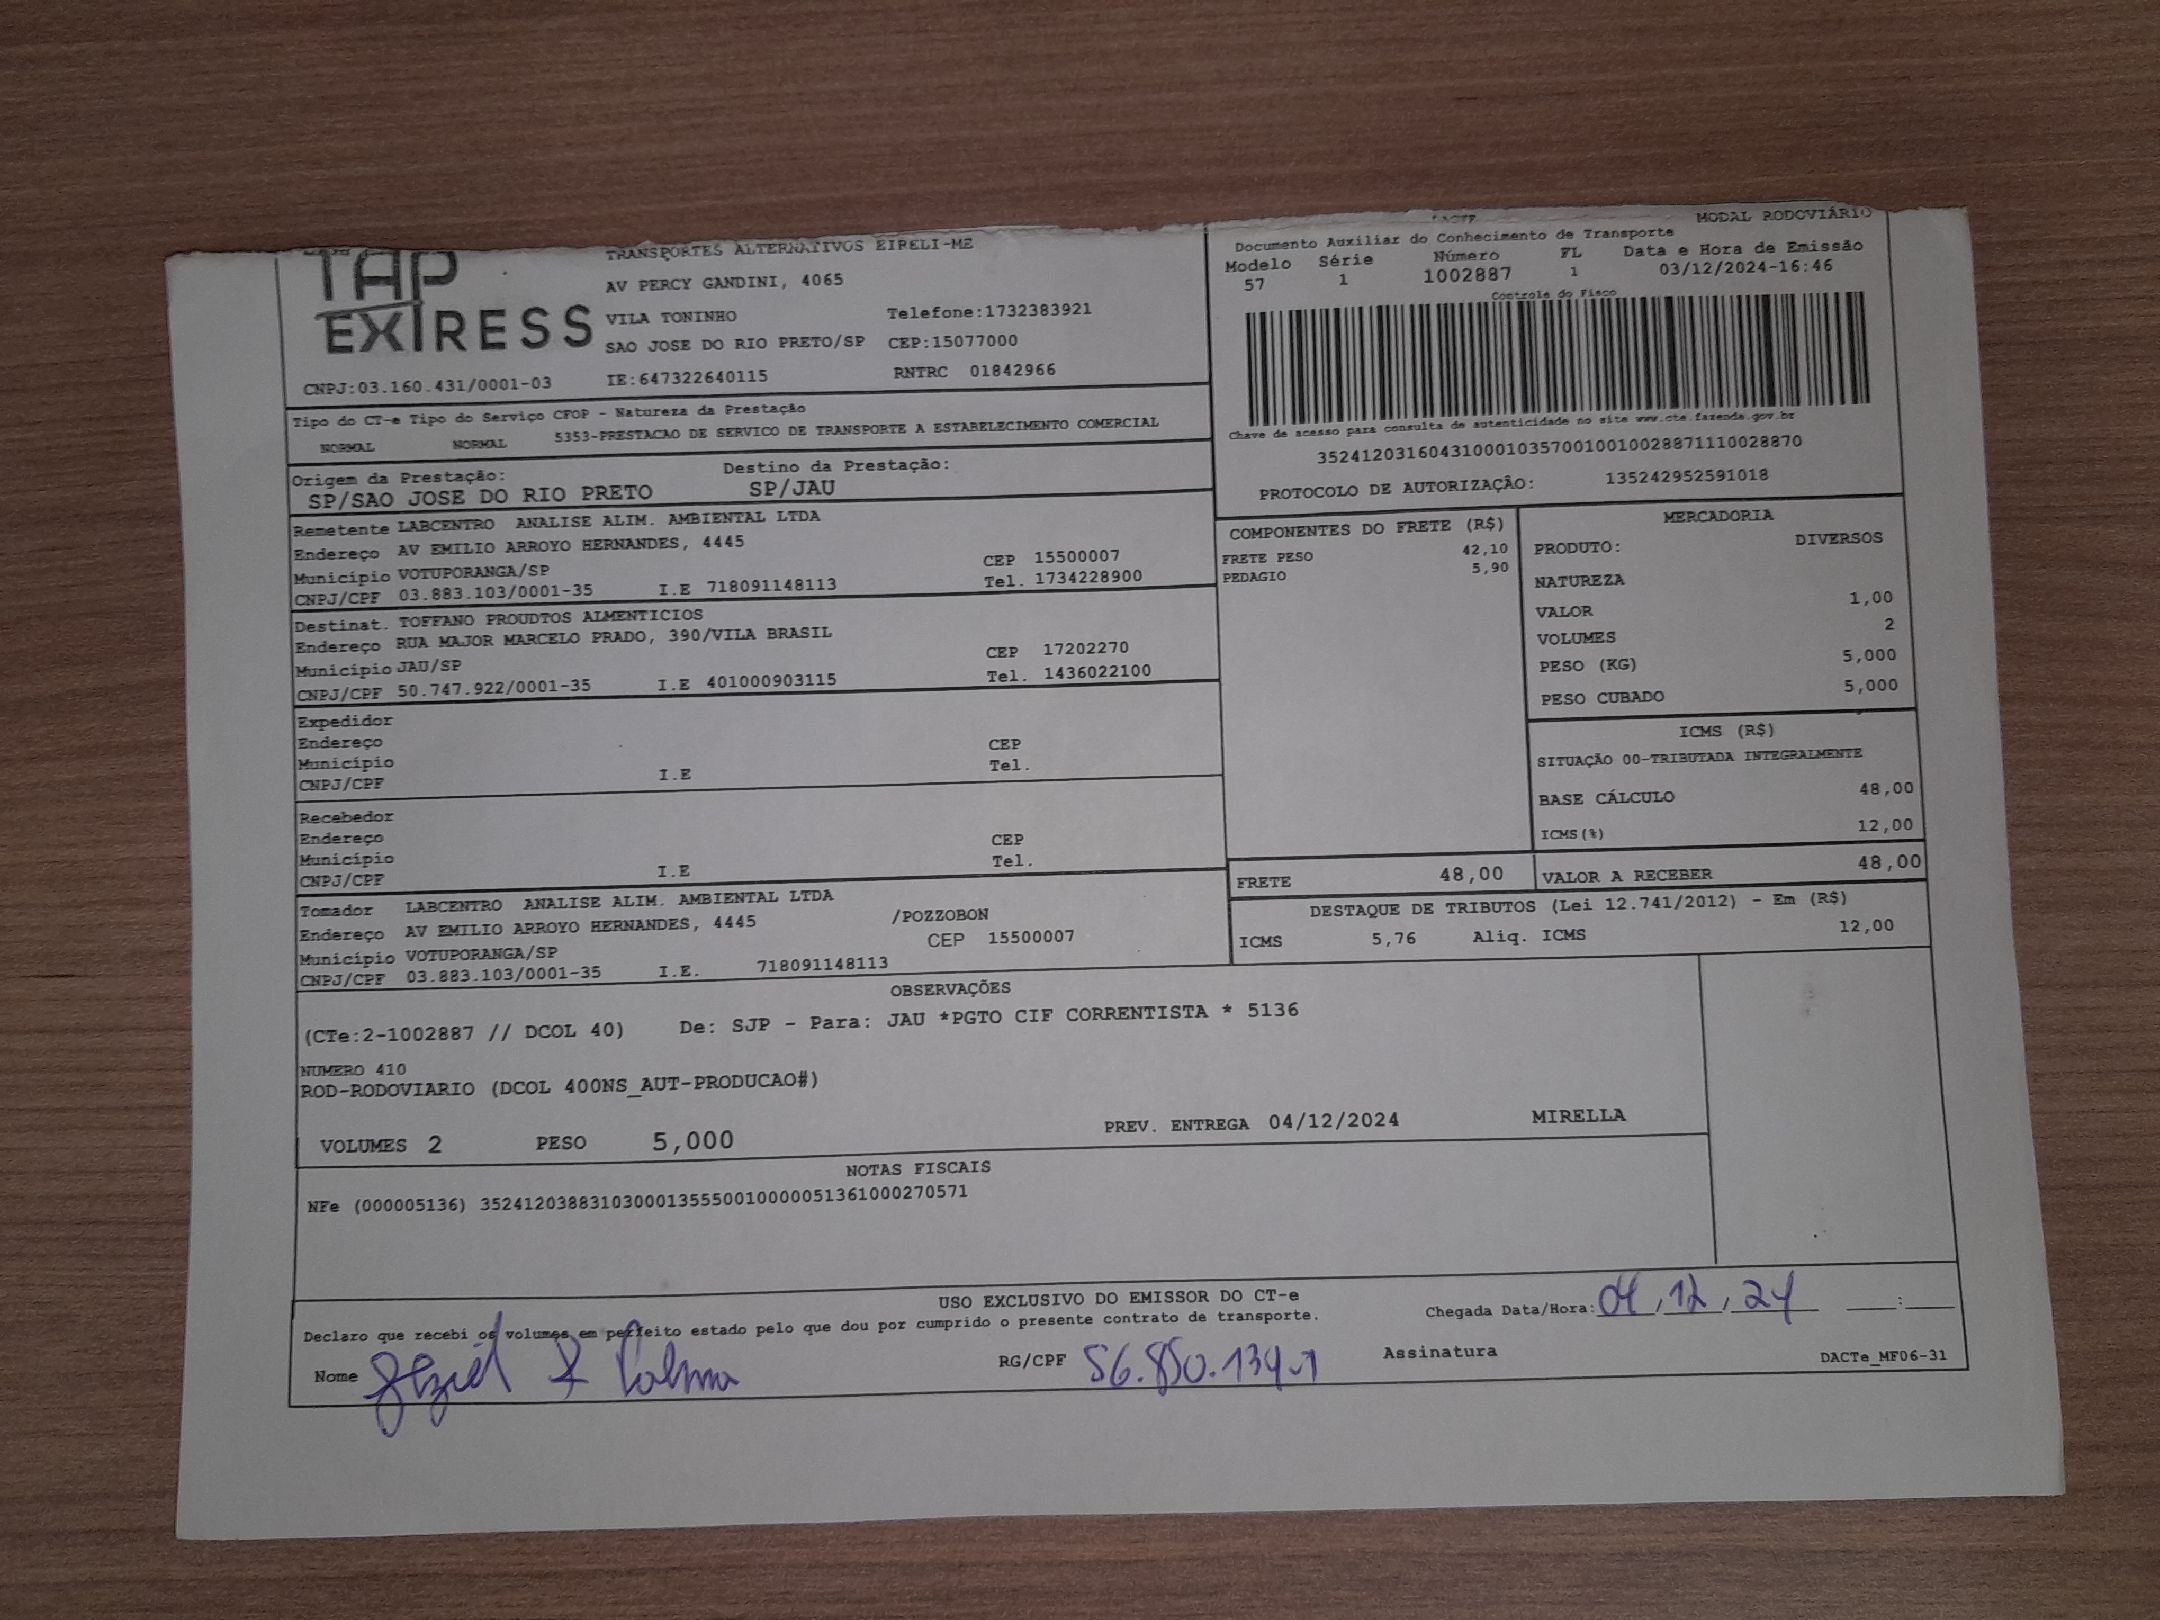 TAP
EXPRESS
TRANSPORTES ALTERNATIVOS EIRELI-ME
AV PERCY GANDINI, 4065
VILA TONINHO Telefone:1732383921
SAO JOSE DO RIO PRETO/SP CEP:15077000
CNPJ:03.160.431/0001-03 IE:647322640115 RNTRC 01842966
MODAL RODOVIÁRIO
Documento Auxiliar do Conhecimento de Transporte
Modelo Série Número FL Data e Hora de Emissão
57 1 1002887 1 03/12/2024-16:46
Controle do Fisco
Chave de acesso para consulta de autenticidade no site www.cte.fazenda.gov.br
35241203160431000103570010010028871110028870
PROTOCOLO DE AUTORIZAÇÃO: 135242952591018
Tipo do CT-e Tipo do Serviço CFOP - Natureza da Prestação
NORMAL NORMAL 5353-PRESTACAO DE SERVICO DE TRANSPORTE A ESTABELECIMENTO COMERCIAL
Origem da Prestação: Destino da Prestação:
SP/SAO JOSE DO RIO PRETO SP/JAU
Remetente LABCENTRO ANALISE ALIM. AMBIENTAL LTDA
Endereço AV EMILIO ARROYO HERNANDES, 4445
Município VOTUPORANGA/SP CEP 15500007
CNPJ/CPF 03.883.103/0001-35 I.E 718091148113 Tel. 1734228900
Destinat. TOFFANO PROUDTOS ALMENTICIOS
Endereço RUA MAJOR MARCELO PRADO, 390/VILA BRASIL
Município JAU/SP CEP 17202270
CNPJ/CPF 50.747.922/0001-35 I.E 401000903115 Tel. 1436022100
Expedidor
Endereço
Município CEP
CNPJ/CPF I.E Tel.
Recebedor
Endereço
Município CEP
CNPJ/CPF I.E Tel.
Tomador LABCENTRO ANALISE ALIM. AMBIENTAL LTDA
Endereço AV EMILIO ARROYO HERNANDES, 4445 /POZZOBON
Município VOTUPORANGA/SP CEP 15500007
CNPJ/CPF 03.883.103/0001-35 I.E. 718091148113
COMPONENTES DO FRETE (R$)
FRETE PESO 42,10
PEDAGIO 5,90
MERCADORIA
PRODUTO: DIVERSOS
NATUREZA
VALOR 1,00
VOLUMES 2
PESO (KG) 5,000
PESO CUBADO 5,000
ICMS (R$)
SITUAÇÃO 00-TRIBUTADA INTEGRALMENTE
BASE CÁLCULO 48,00
ICMS(%) 12,00
FRETE 48,00 VALOR A RECEBER 48,00
DESTAQUE DE TRIBUTOS (Lei 12.741/2012) - Em (R$)
ICMS 5,76 Aliq. ICMS 12,00
OBSERVAÇÕES
(CTe:2-1002887 // DCOL 40) De: SJP - Para: JAU *PGTO CIF CORRENTISTA * 5136
NUMERO 410
ROD-RODOVIARIO (DCOL 400NS_AUT-PRODUCAO#)
VOLUMES 2 PESO 5,000 PREV. ENTREGA 04/12/2024 MIRELLA
NOTAS FISCAIS
NFe (000005136) 35241203883103000135550010000051361000270571
USO EXCLUSIVO DO EMISSOR DO CT-e
Declaro que recebi os volumes em perfeito estado pelo que dou por cumprido o presente contrato de transporte. Chegada Data/Hora: 04,12,24 :
Nome RG/CPF Assinatura DACTe_MF06-31